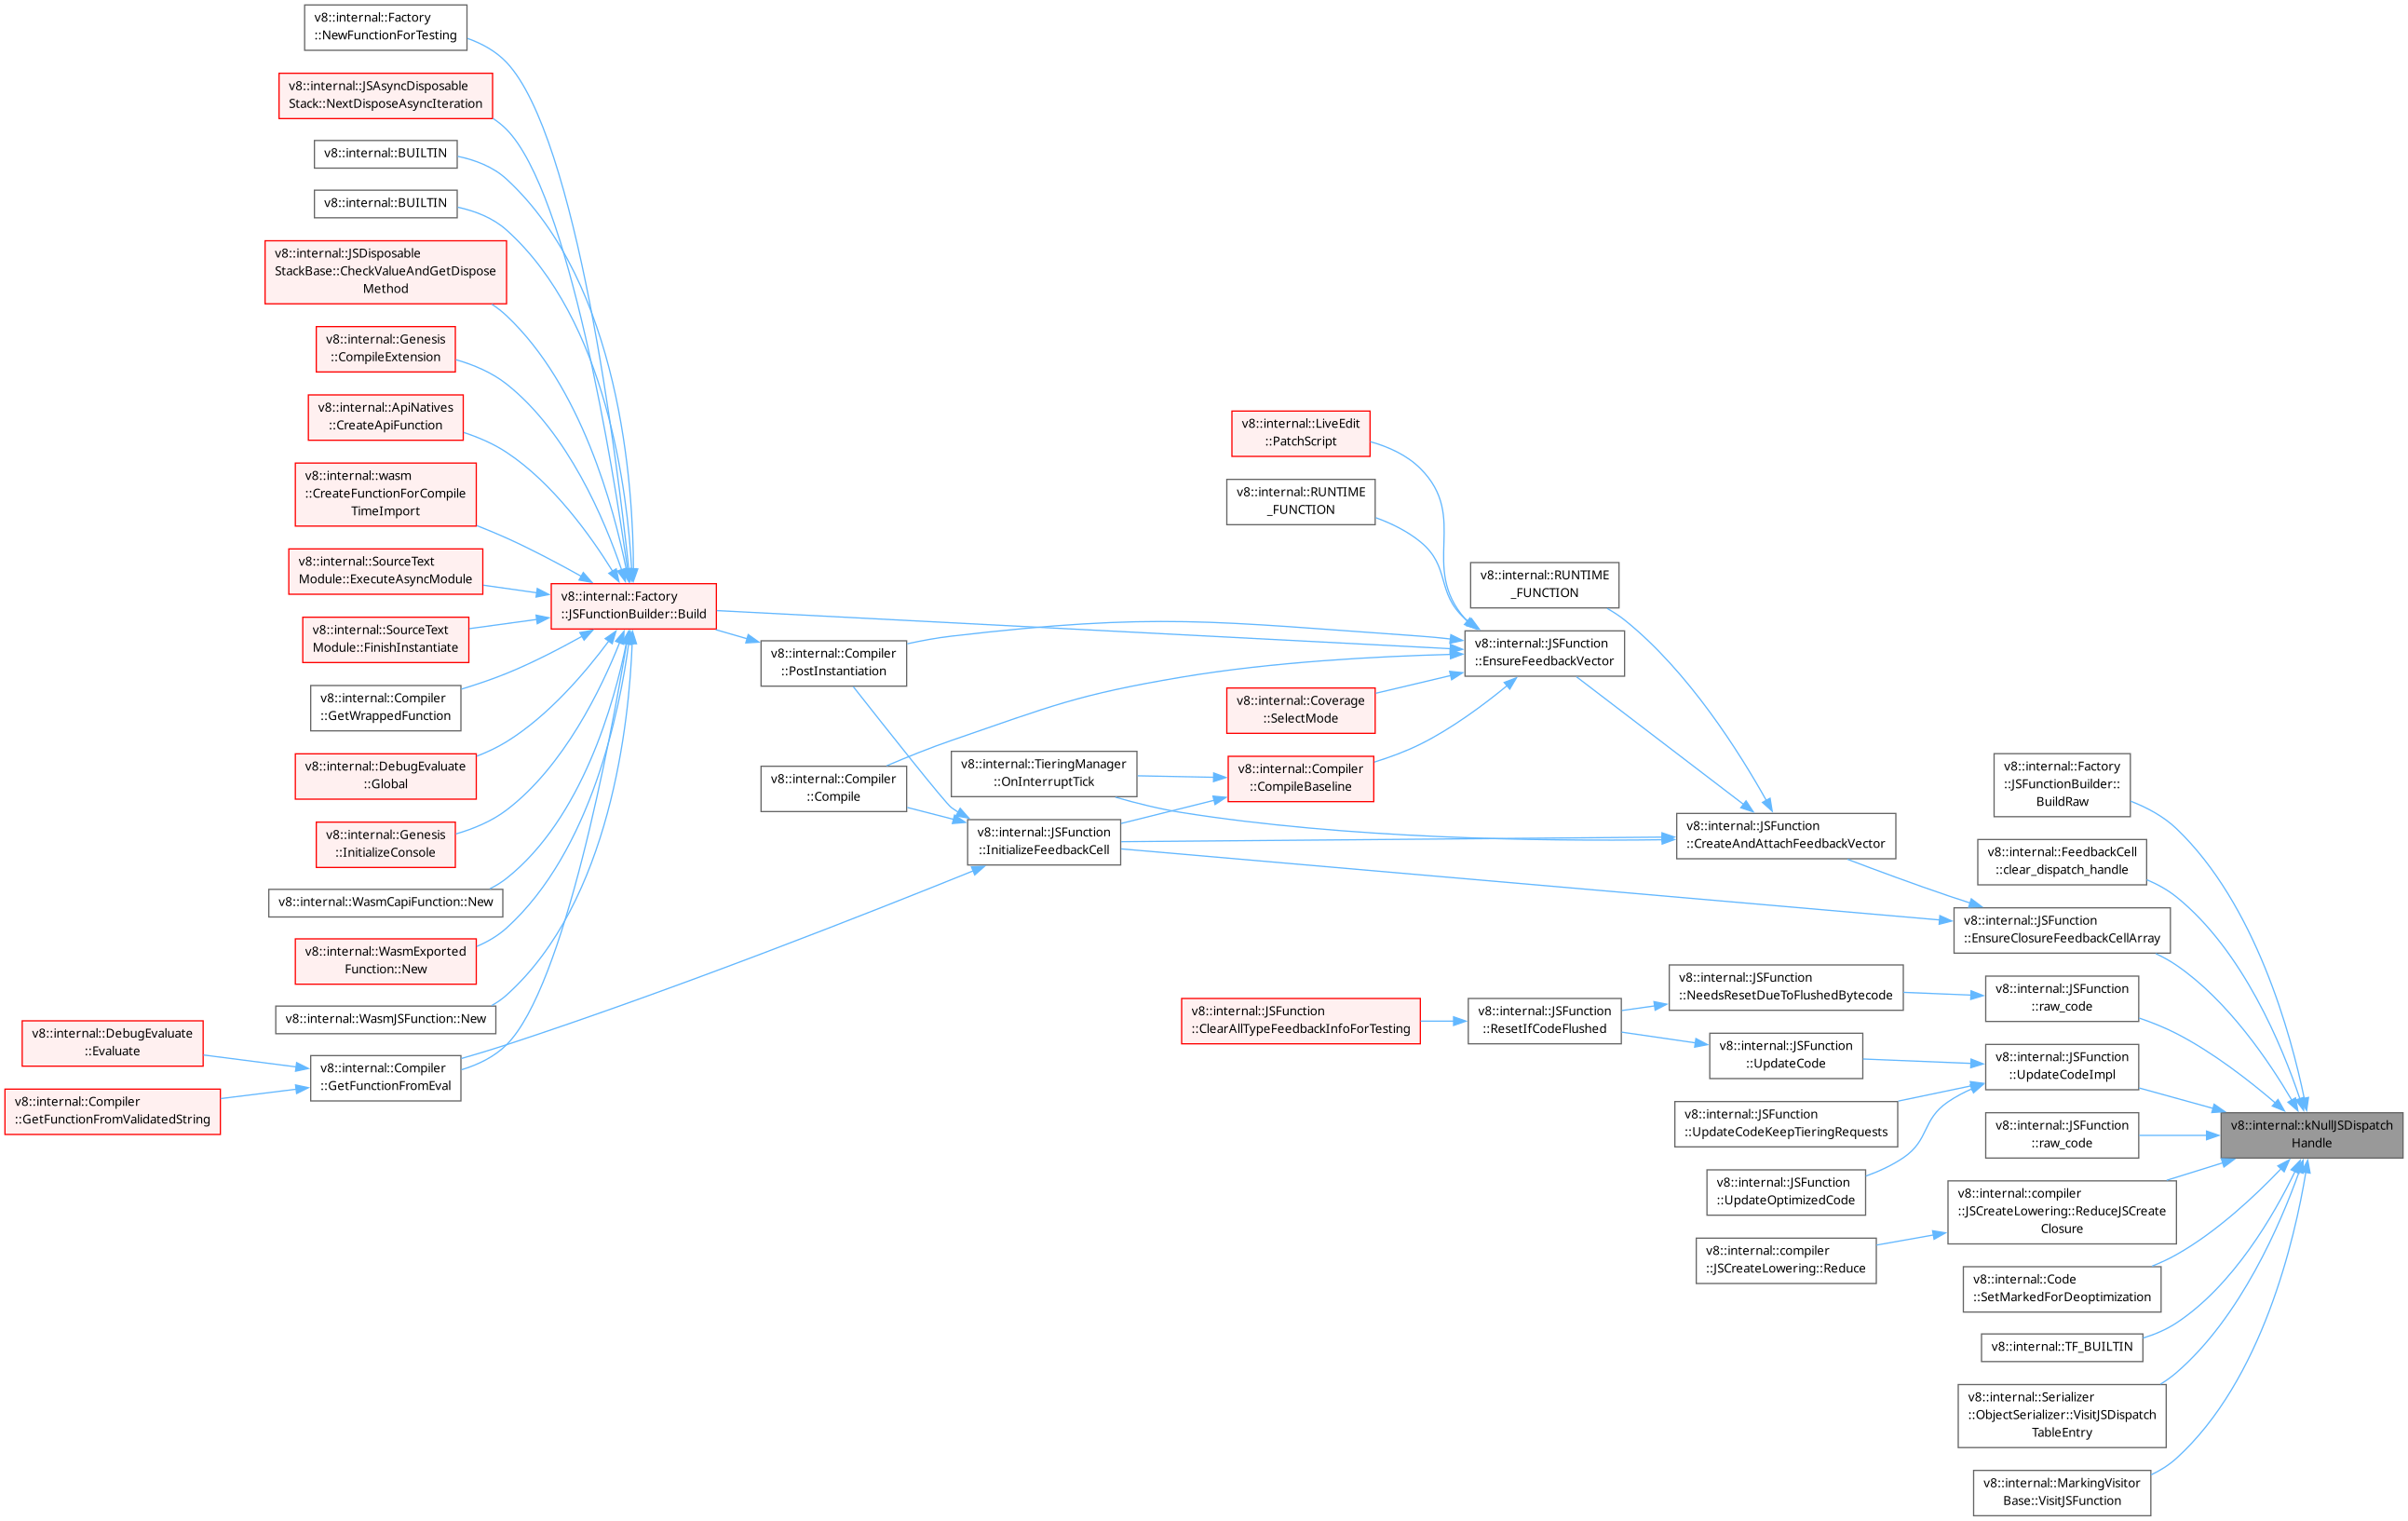 v8::internal::Factory
::NewFunctionForTesting
v8::internal::JSAsyncDisposable
Stack::NextDisposeAsyncIteration
v8::internal::BUILTIN
v8::internal::BUILTIN
v8::internal::JSDisposable
StackBase::CheckValueAndGetDispose
Method
v8::internal::Genesis
::CompileExtension
v8::internal::ApiNatives
::CreateApiFunction
v8::internal::wasm
::CreateFunctionForCompile
TimeImport
v8::internal::SourceText
Module::ExecuteAsyncModule
v8::internal::SourceText
Module::FinishInstantiate
v8::internal::Compiler
::GetWrappedFunction
v8::internal::DebugEvaluate
::Global
v8::internal::Genesis
::InitializeConsole
v8::internal::WasmCapiFunction::New
v8::internal::WasmExported
Function::New
v8::internal::WasmJSFunction::New
v8::internal::DebugEvaluate
::Evaluate
v8::internal::Compiler
::GetFunctionFromValidatedString
v8::internal::Compiler
::GetFunctionFromEval
v8::internal::Factory
::JSFunctionBuilder::Build
v8::internal::Compiler
::PostInstantiation
v8::internal::Compiler
::Compile
v8::internal::TieringManager
::OnInterruptTick
v8::internal::JSFunction
::InitializeFeedbackCell
v8::internal::LiveEdit
::PatchScript
v8::internal::RUNTIME
_FUNCTION
v8::internal::Coverage
::SelectMode
v8::internal::Compiler
::CompileBaseline
v8::internal::JSFunction
::ClearAllTypeFeedbackInfoForTesting
v8::internal::RUNTIME
_FUNCTION
v8::internal::JSFunction
::EnsureFeedbackVector
v8::internal::JSFunction
::ResetIfCodeFlushed
v8::internal::JSFunction
::CreateAndAttachFeedbackVector
v8::internal::JSFunction
::NeedsResetDueToFlushedBytecode
v8::internal::JSFunction
::UpdateCode
v8::internal::JSFunction
::UpdateCodeKeepTieringRequests
v8::internal::JSFunction
::UpdateOptimizedCode
v8::internal::compiler
::JSCreateLowering::Reduce
v8::internal::Factory
::JSFunctionBuilder::
BuildRaw
v8::internal::FeedbackCell
::clear_dispatch_handle
v8::internal::JSFunction
::EnsureClosureFeedbackCellArray
v8::internal::JSFunction
::raw_code
v8::internal::JSFunction
::UpdateCodeImpl
v8::internal::JSFunction
::raw_code
v8::internal::compiler
::JSCreateLowering::ReduceJSCreate
Closure
v8::internal::Code
::SetMarkedForDeoptimization
v8::internal::TF_BUILTIN
v8::internal::Serializer
::ObjectSerializer::VisitJSDispatch
TableEntry
v8::internal::MarkingVisitor
Base::VisitJSFunction
v8::internal::kNullJSDispatch
Handle